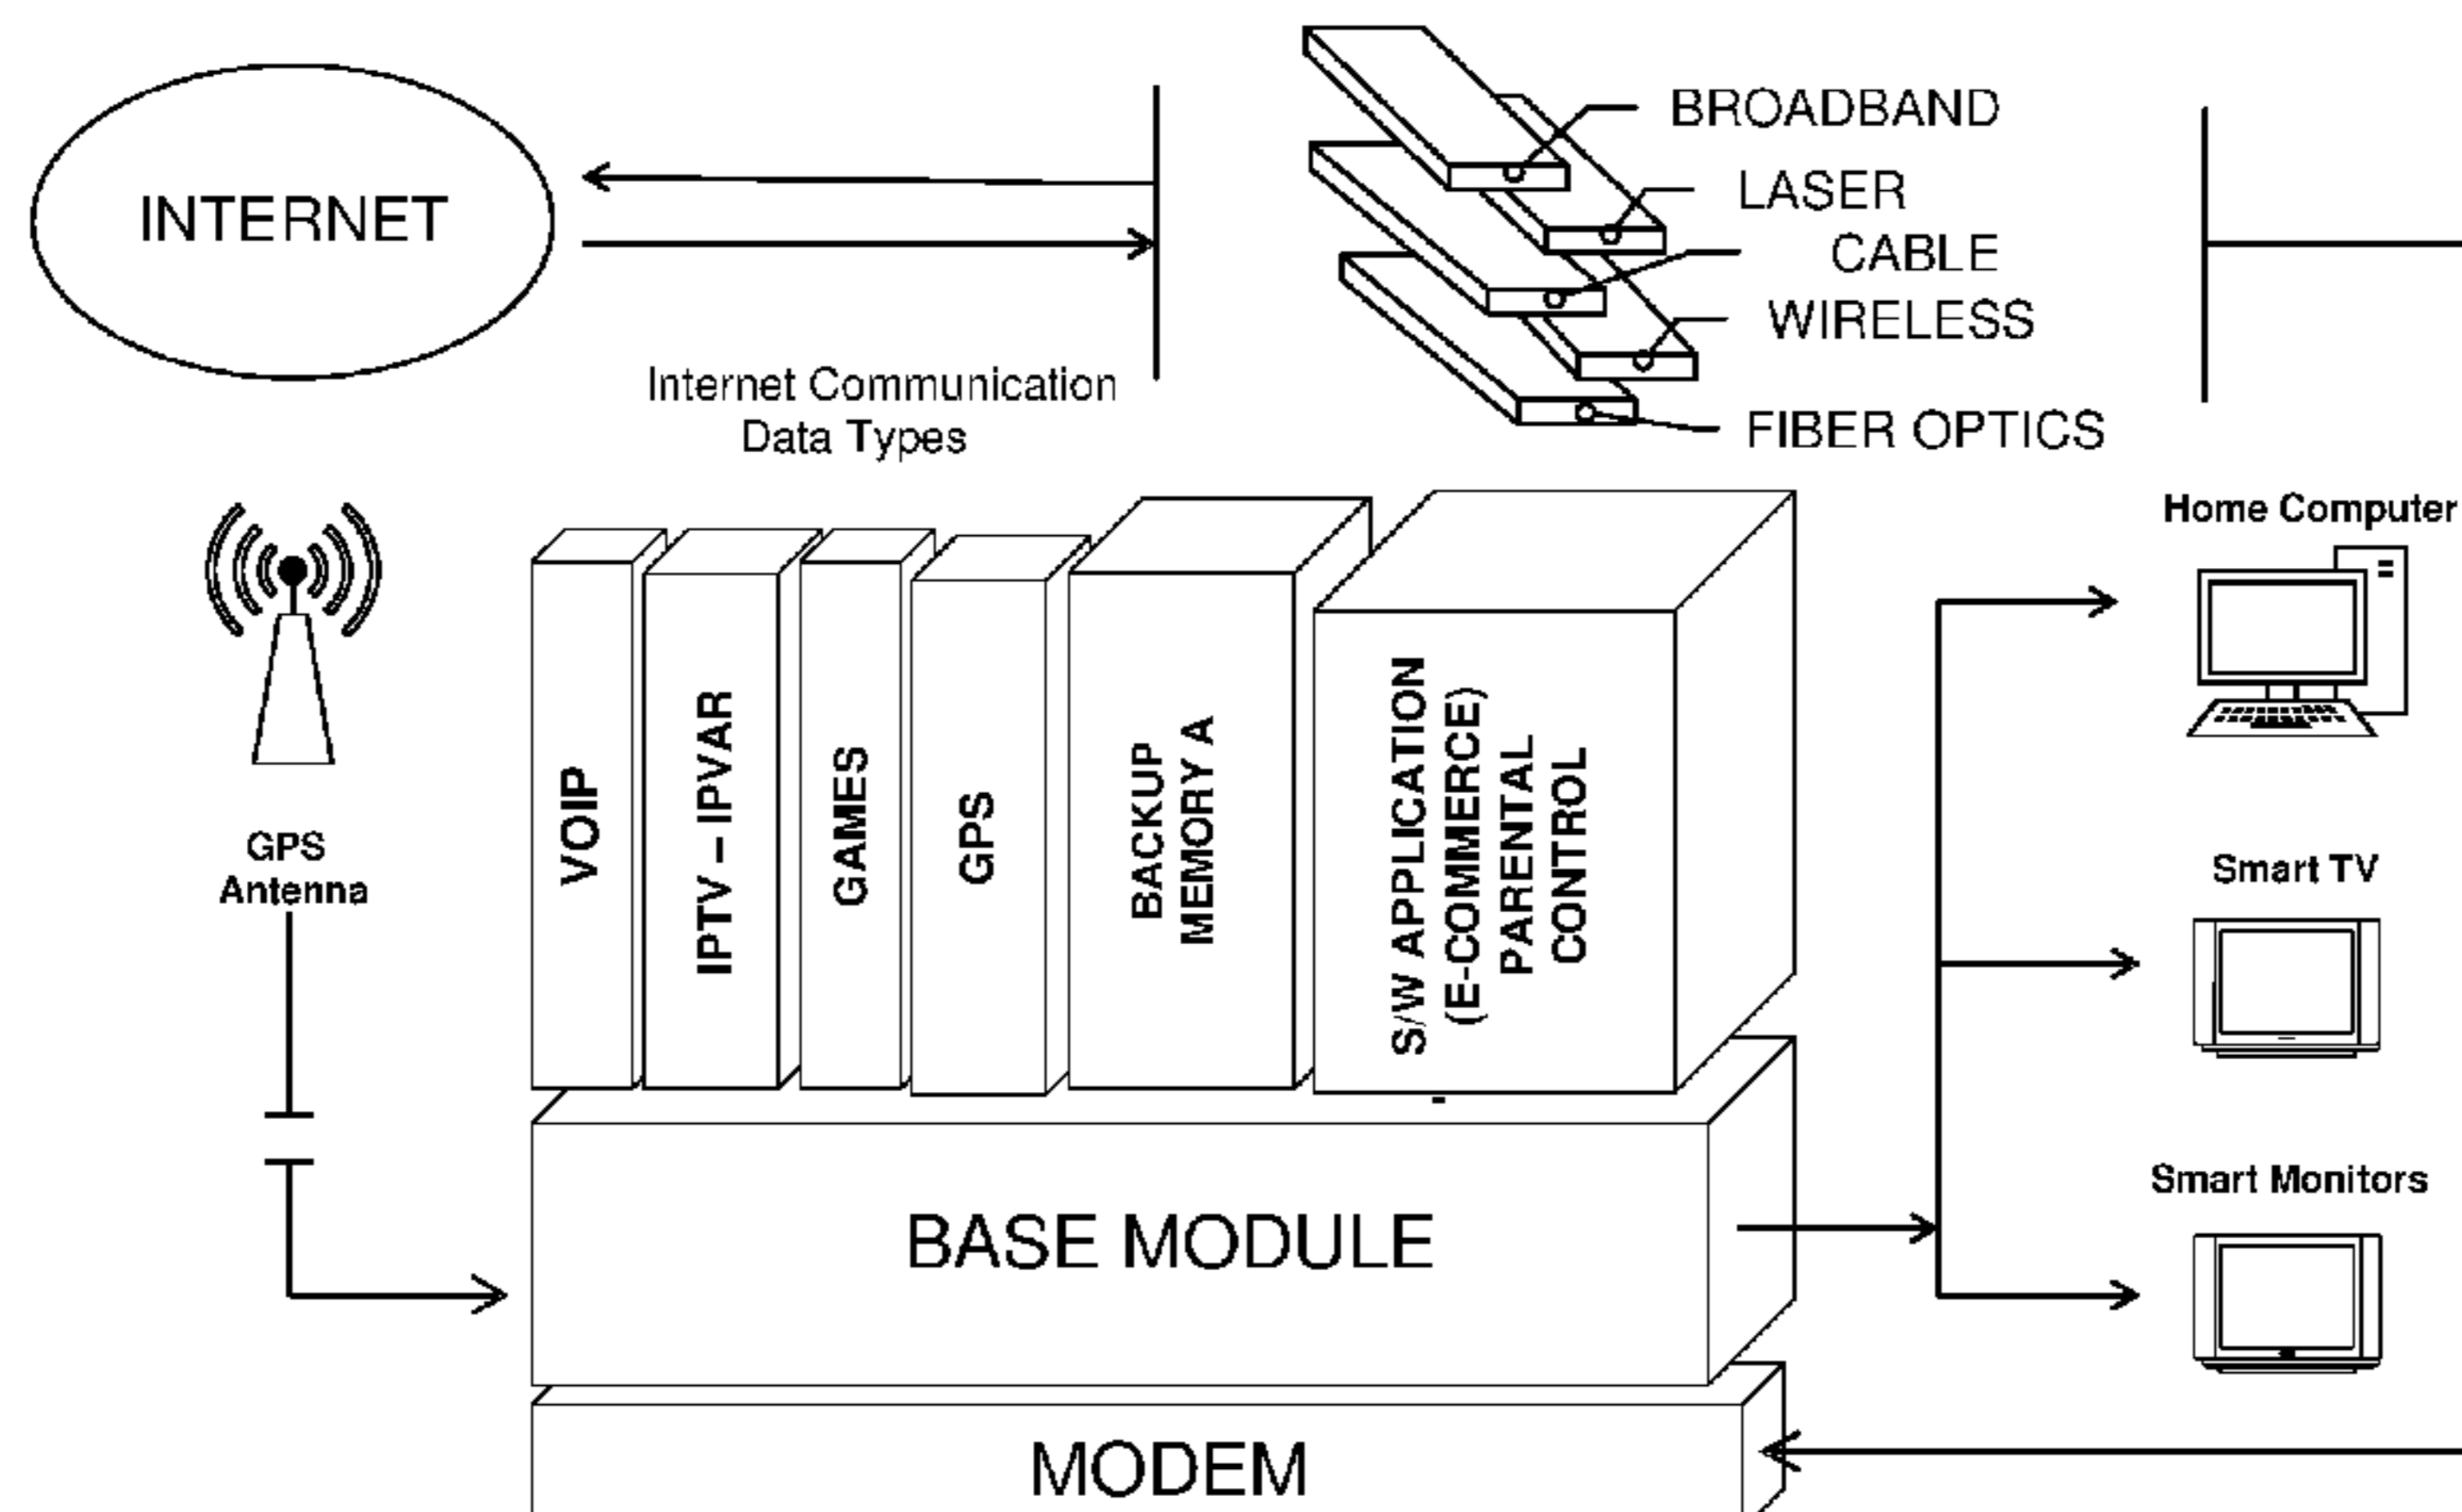 INTERNET
BROADBAND
LASER
CABLE
WIRELESS
FIBER OPTICS
Internet Communication
Data Types
GPS
Antenna
VOIP
IPTV – IPVAR
GAMES
GPS
BACKUP
MEMORY A
S/W APPLICATION
(E-COMMERCE)
PARENTAL
CONTROL
Home Computer
Smart TV
Smart Monitors
BASE MODULE
MODEM